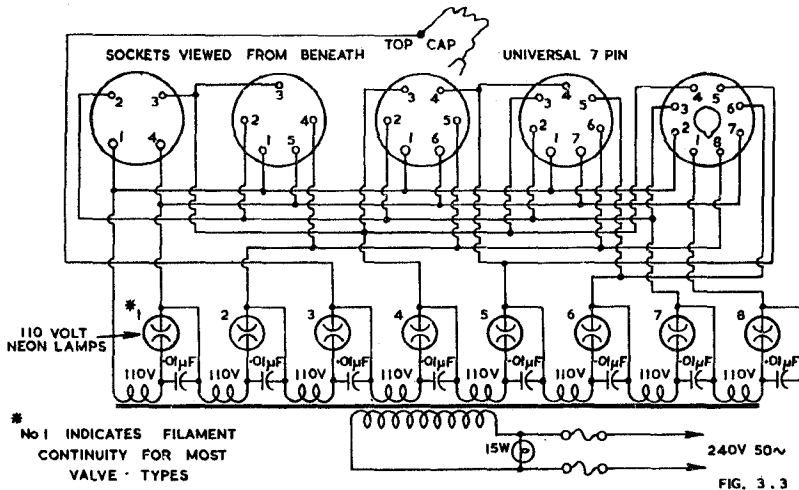 TOP CAP
SOCKETS VIEWED FROM BENEATH
UNIVERSAL 7 PIN
2 3 1 4
3 2 4 1 5
3 4 2 5 1 6
4 3 5 2 6 1 7
4 5 3 6 2 7 1 8
* 1 2 3 4 5 6 7 8
110 VOLT
NEON LAMPS
·01µF ·01µF ·01µF ·01µF ·01µF ·01µF ·01µF ·01µF
110V 110V 110V 110V 110V 110V 110V 110V
*
No 1 INDICATES FILAMENT
CONTINUITY FOR MOST
VALVE · TYPES
15W
240V 50~
FIG. 3.3